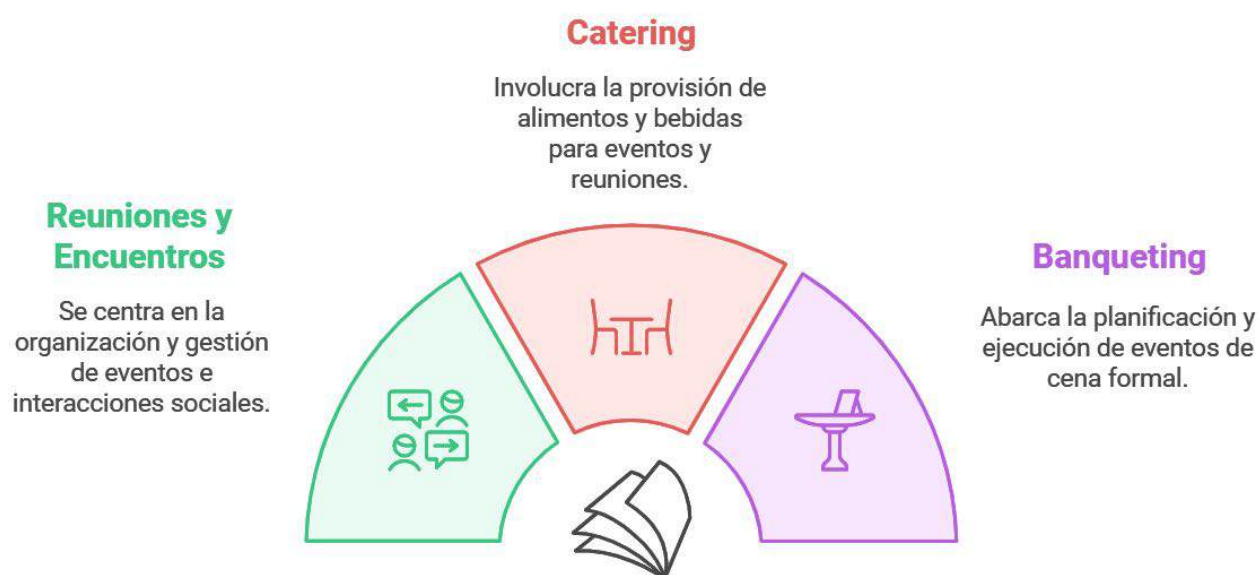 Catering
Involucra la provisión de
alimentos y bebidas
para eventos y
reuniones.
Reuniones y
Encuentros
Se centra en la
organización y gestión
de eventos e
interacciones sociales.
Banqueting
Abarca la planificación y
ejecución de eventos de
cena formal.